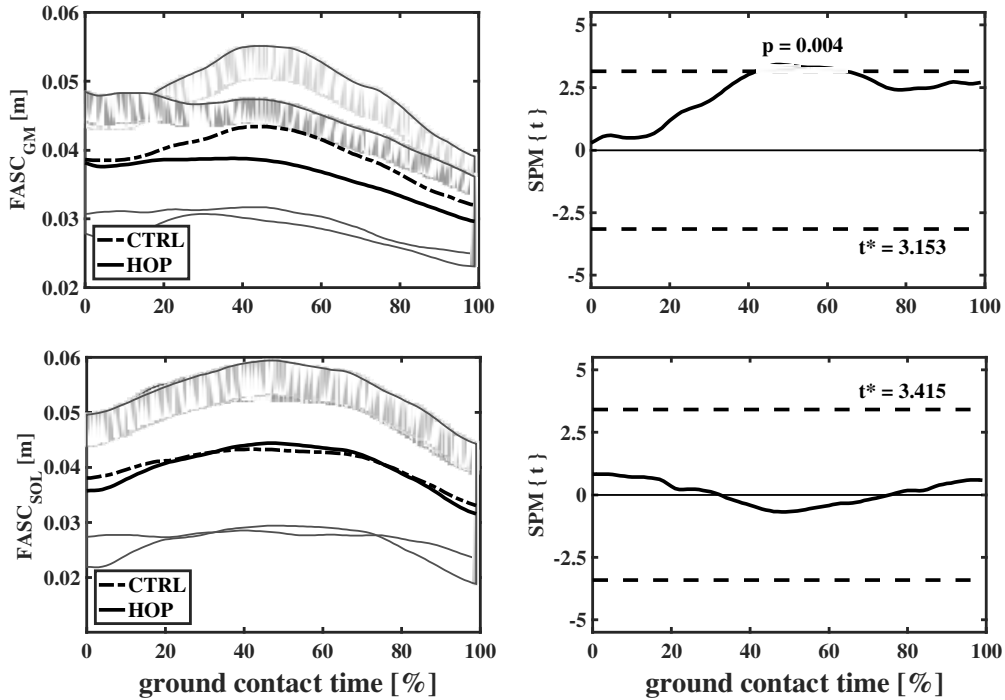 0.06
0.05
0.04
0.03
0.02
FASC_GM [m]
CTRL
HOP
0 20 40 60 80 100
5
2.5
0
-2.5
-5
SPM { t }
p = 0.004
t* = 3.153
0 20 40 60 80 100
0.06
0.05
0.04
0.03
0.02
FASC_SOL [m]
CTRL
HOP
0 20 40 60 80 100
ground contact time [%]
5
2.5
0
-2.5
-5
SPM { t }
t* = 3.415
0 20 40 60 80 100
ground contact time [%]